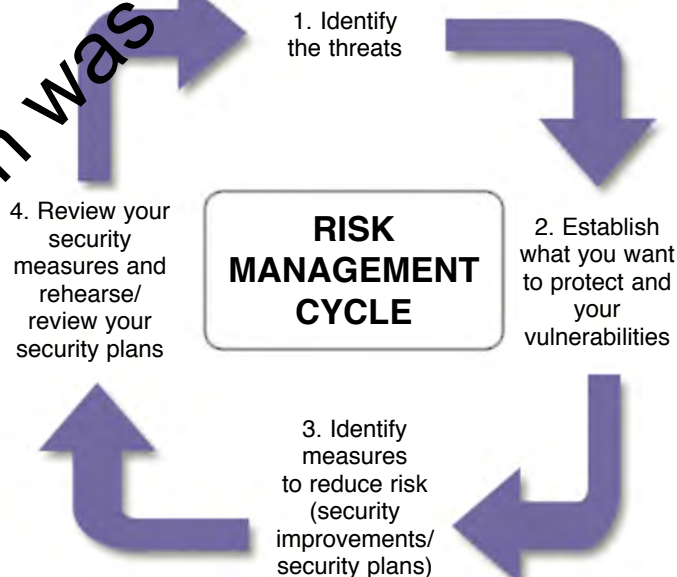 1. Identify
the threats
2. Establish
what you want
to protect and
your
vulnerabilities
3. Identify
measures
to reduce risk
(security
improvements/
security plans)
4. Review your
security
measures and
rehearse/
review your
security plans
RISK
MANAGEMENT
CYCLE
was